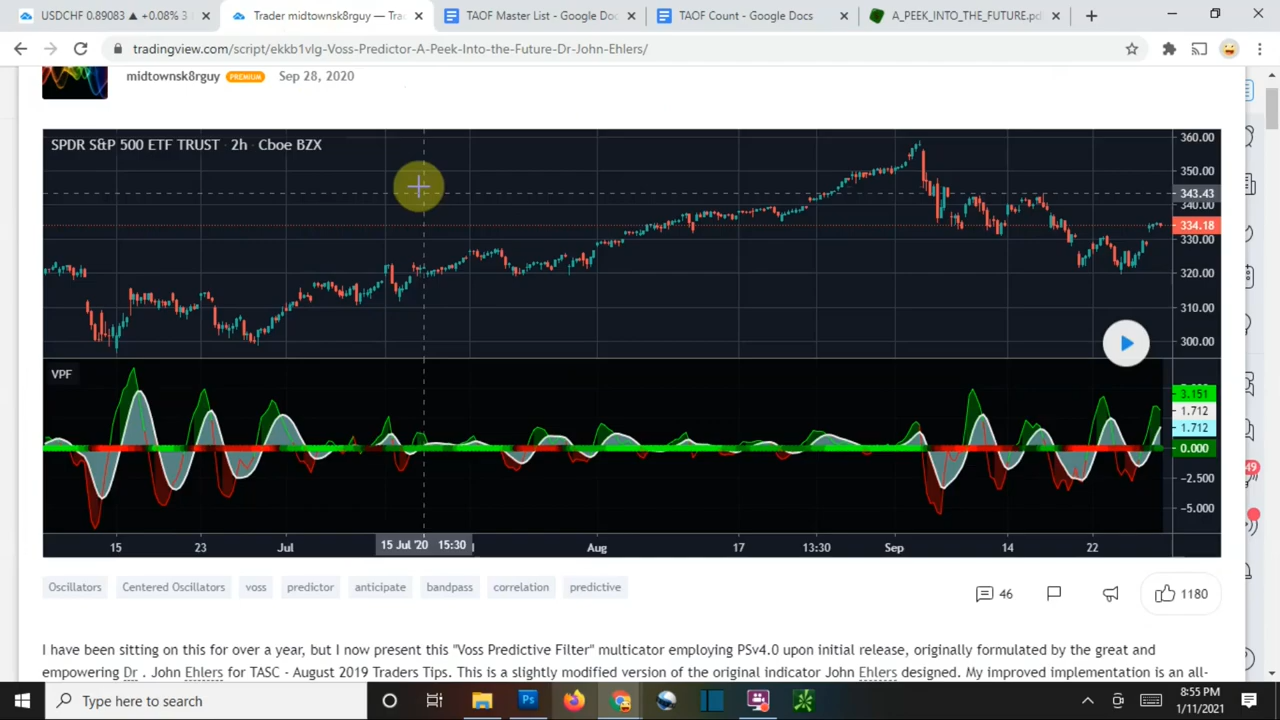 USDCHF 0.89083 ▲ +0.08% 3.
Trader midtownsk8rguy — Tra
TAOF Master List - Google Doc
TAOF Count - Google Docs
A_PEEK_INTO_THE_FUTURE.pd
tradingview.com/script/ekkb1vlg-Voss-Predictor-A-Peek-Into-the-Future-Dr-John-Ehlers/
midtownsk8rguy PREMIUM Sep 28, 2020
SPDR S&P 500 ETF TRUST 2h · Cboe BZX
360.00
350.00
343.43
340.00
334.18
330.00
320.00
310.00
300.00
VPF
3.151
1.712
1.712
0.000
-2.500
-5.000
15 23 Jul 15 Jul '20 15:30 Aug 17 13:30 Sep 14 22
Oscillators Centered Oscillators voss predictor anticipate bandpass correlation predictive
46 1180
I have been sitting on this for over a year, but I now present this "Voss Predictive Filter" multicator employing PSv4.0 upon initial release, originally formulated by the great and
empowering Dr . John Ehlers for TASC - August 2019 Traders Tips. This is a slightly modified version of the original indicator John Ehlers designed. My improved implementation is an all-
49
Type here to search
8:55 PM
1/11/2021